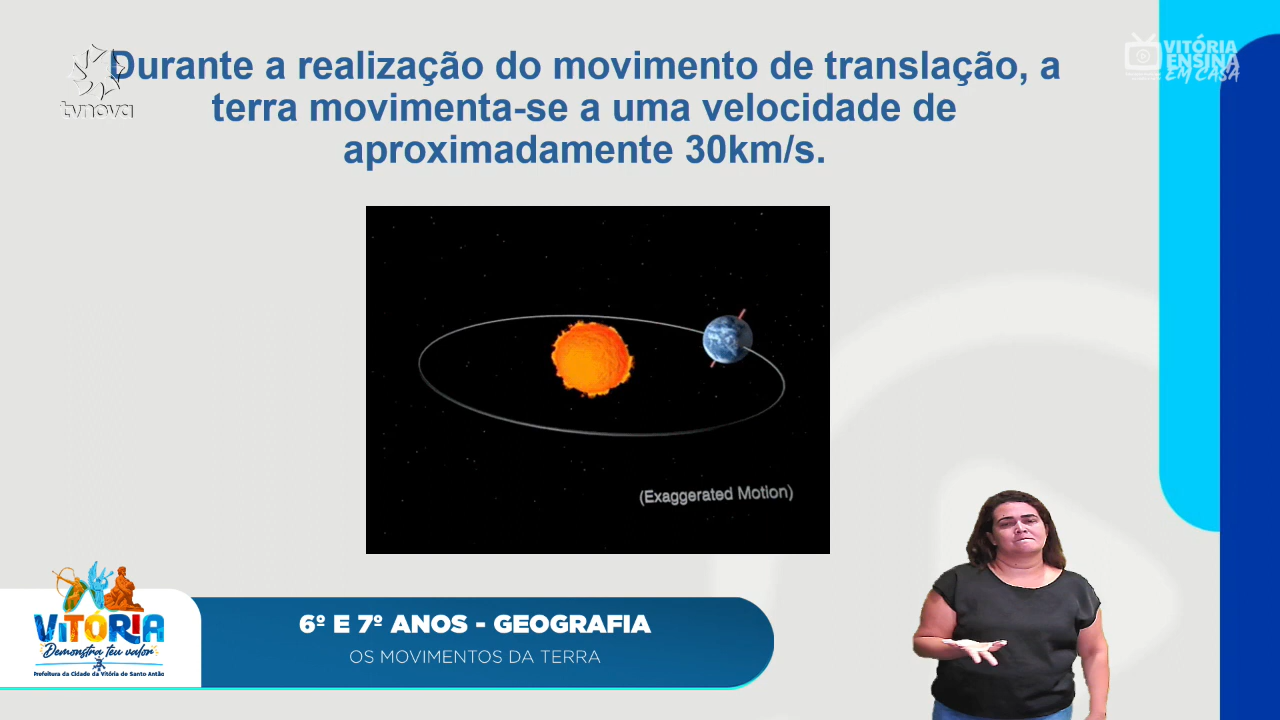 Durante a realização do movimento de translação, a
terra movimenta-se a uma velocidade de
aproximadamente 30km/s.
tvnova
VITÓRIA
ENSINA
EM CASA
(Exaggerated Motion)
VITÓRIA
Demonstra teu valor
Prefeitura da Cidade da Vitória de Santo Antão
6º E 7º ANOS - GEOGRAFIA
OS MOVIMENTOS DA TERRA